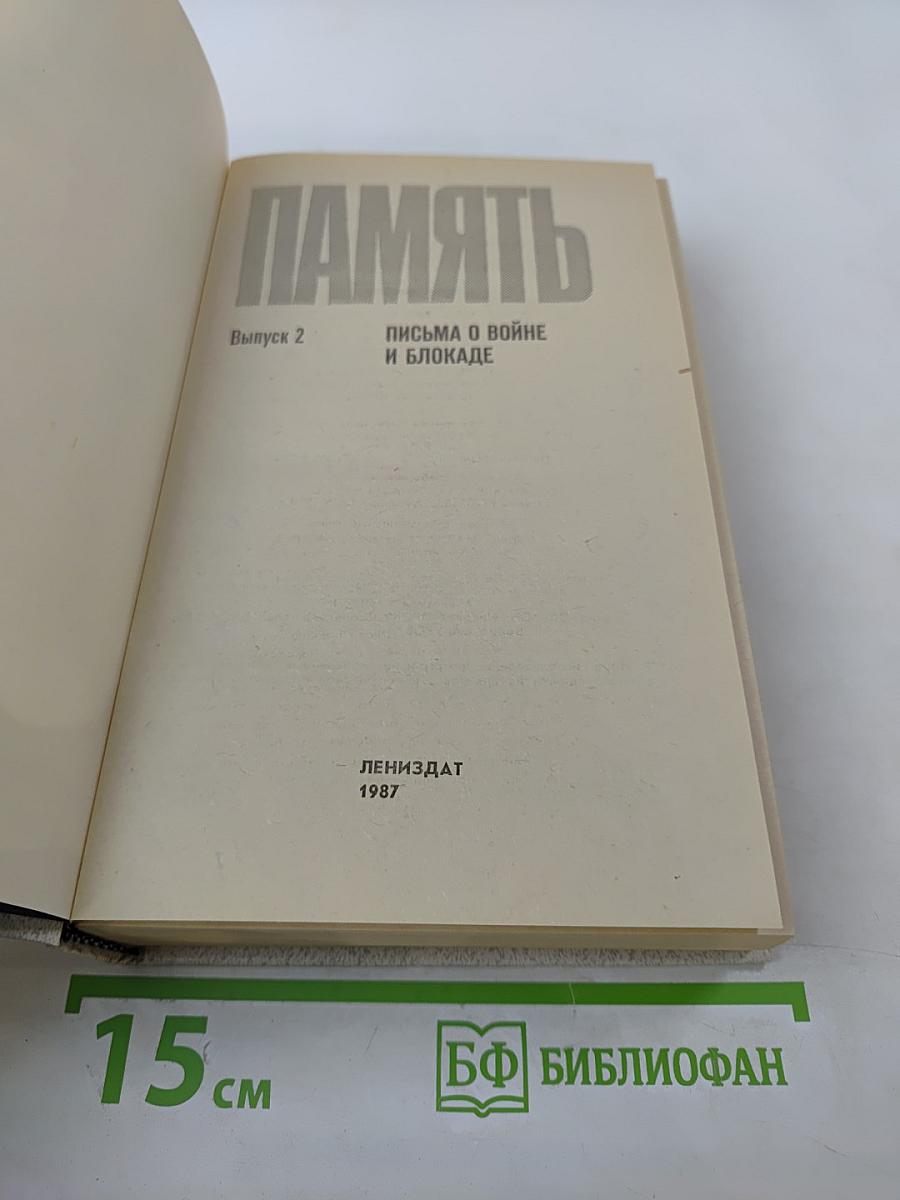 ПАМЯТЬ
Выпуск 2
ПИСЬМА О ВОЙНЕ
И БЛОКАДЕ
ЛЕНИЗДАТ
1987
15 см
БФ БИБЛИОФАН